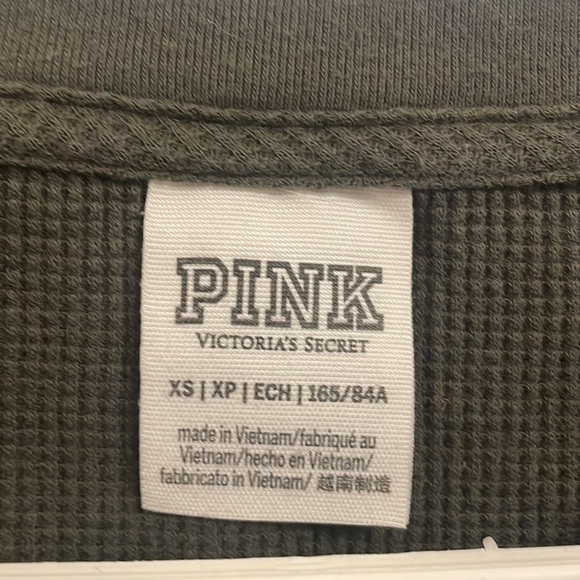 PINK
VICTORIA'S SECRET
XS | XP | ECH | 165/84A
made in Vietnam/fabriqué au
Vietnam/hecho en Vietnam/
fabbricato in Vietnam/ 越南制造